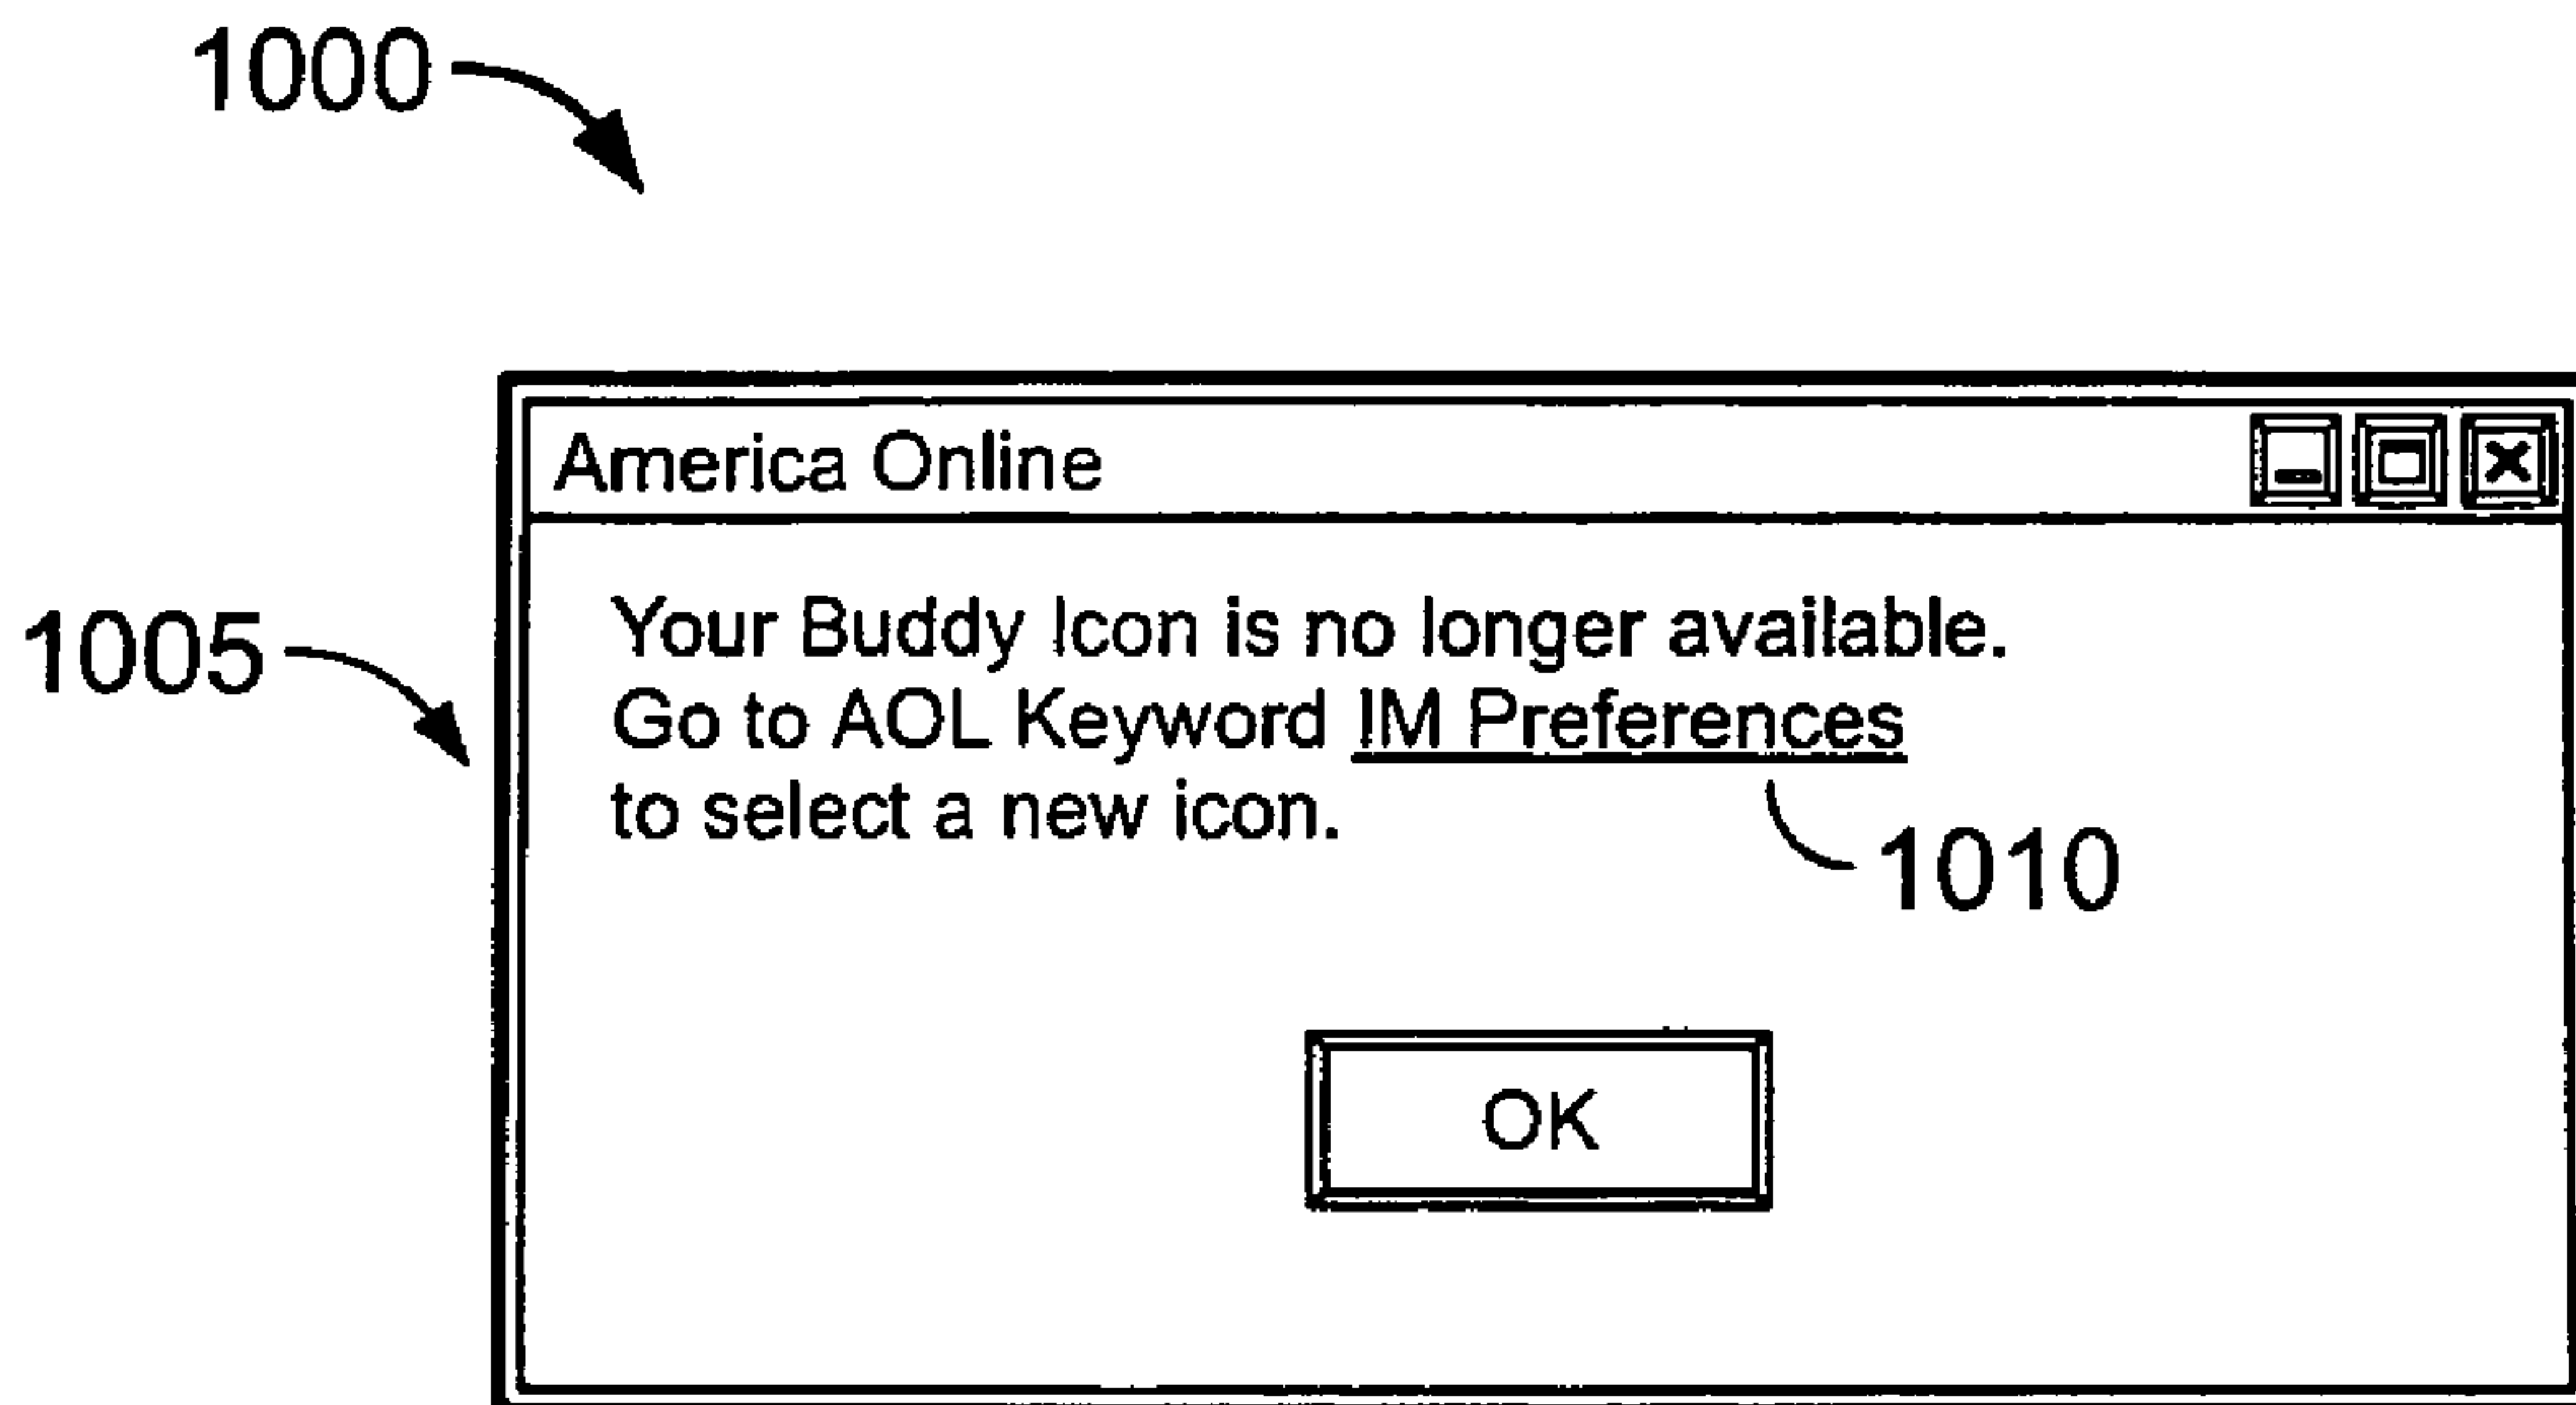 1000
America Online
1005
Your Buddy Icon is no longer available.
Go to AOL Keyword IM Preferences
to select a new icon.
1010
OK